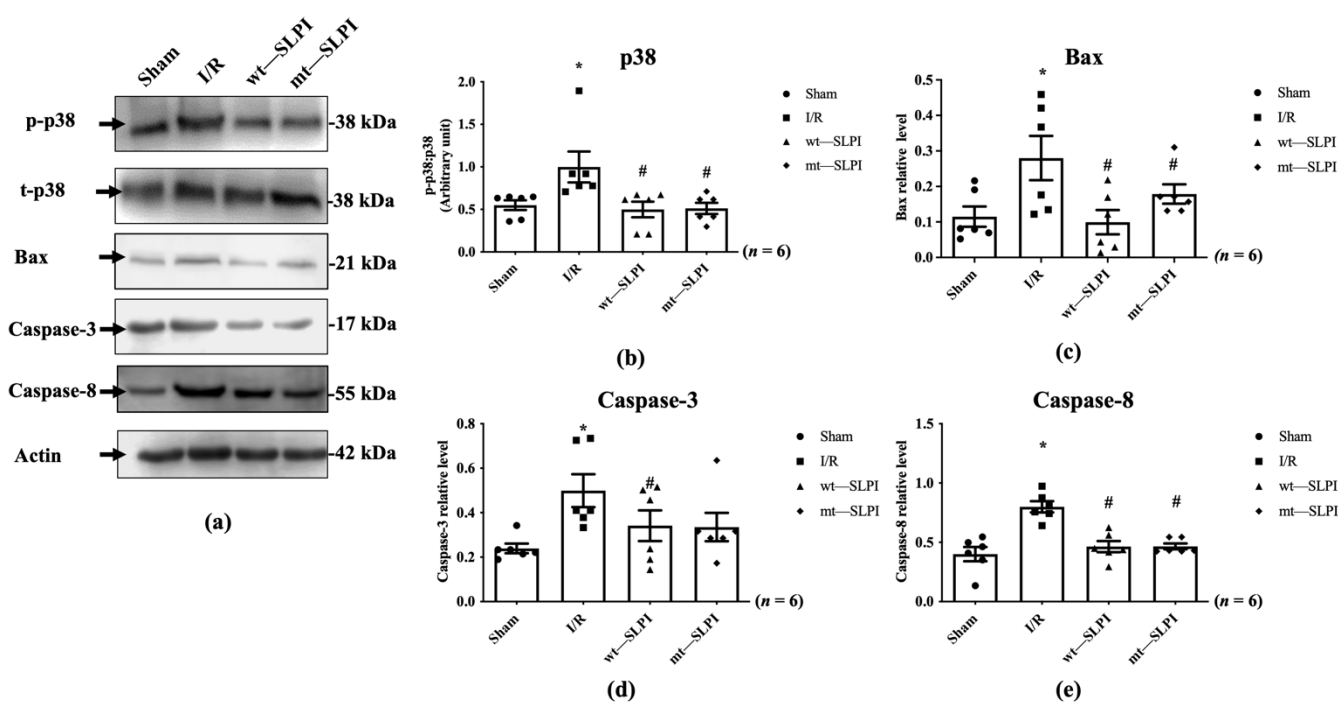 Sham
I/R
wt—SLPI
mt—SLPI
p-p38
-38 kDa
t-p38
-38 kDa
Bax
-21 kDa
Caspase-3
-17 kDa
Caspase-8
-55 kDa
Actin
-42 kDa
(a)
p38
p-p38:p38
(Arbitrary unit)
2.0
1.5
1.0
0.5
0.0
*
#
#
Sham
I/R
wt—SLPI
mt—SLPI
Sham
I/R
wt—SLPI
mt—SLPI
(n = 6)
(b)
Bax
Bax relative level
0.5
0.4
0.3
0.2
0.1
0.0
*
#
#
Sham
I/R
wt—SLPI
mt—SLPI
Sham
I/R
wt—SLPI
mt—SLPI
(n = 6)
(c)
Caspase-3
Caspase-3 relative level
0.8
0.6
0.4
0.2
0.0
*
#
Sham
I/R
wt—SLPI
mt—SLPI
Sham
I/R
wt—SLPI
mt—SLPI
(n = 6)
(d)
Caspase-8
Caspase-8 relative level
1.5
1.0
0.5
0.0
*
#
#
Sham
I/R
wt—SLPI
mt—SLPI
Sham
I/R
wt—SLPI
mt—SLPI
(n = 6)
(e)